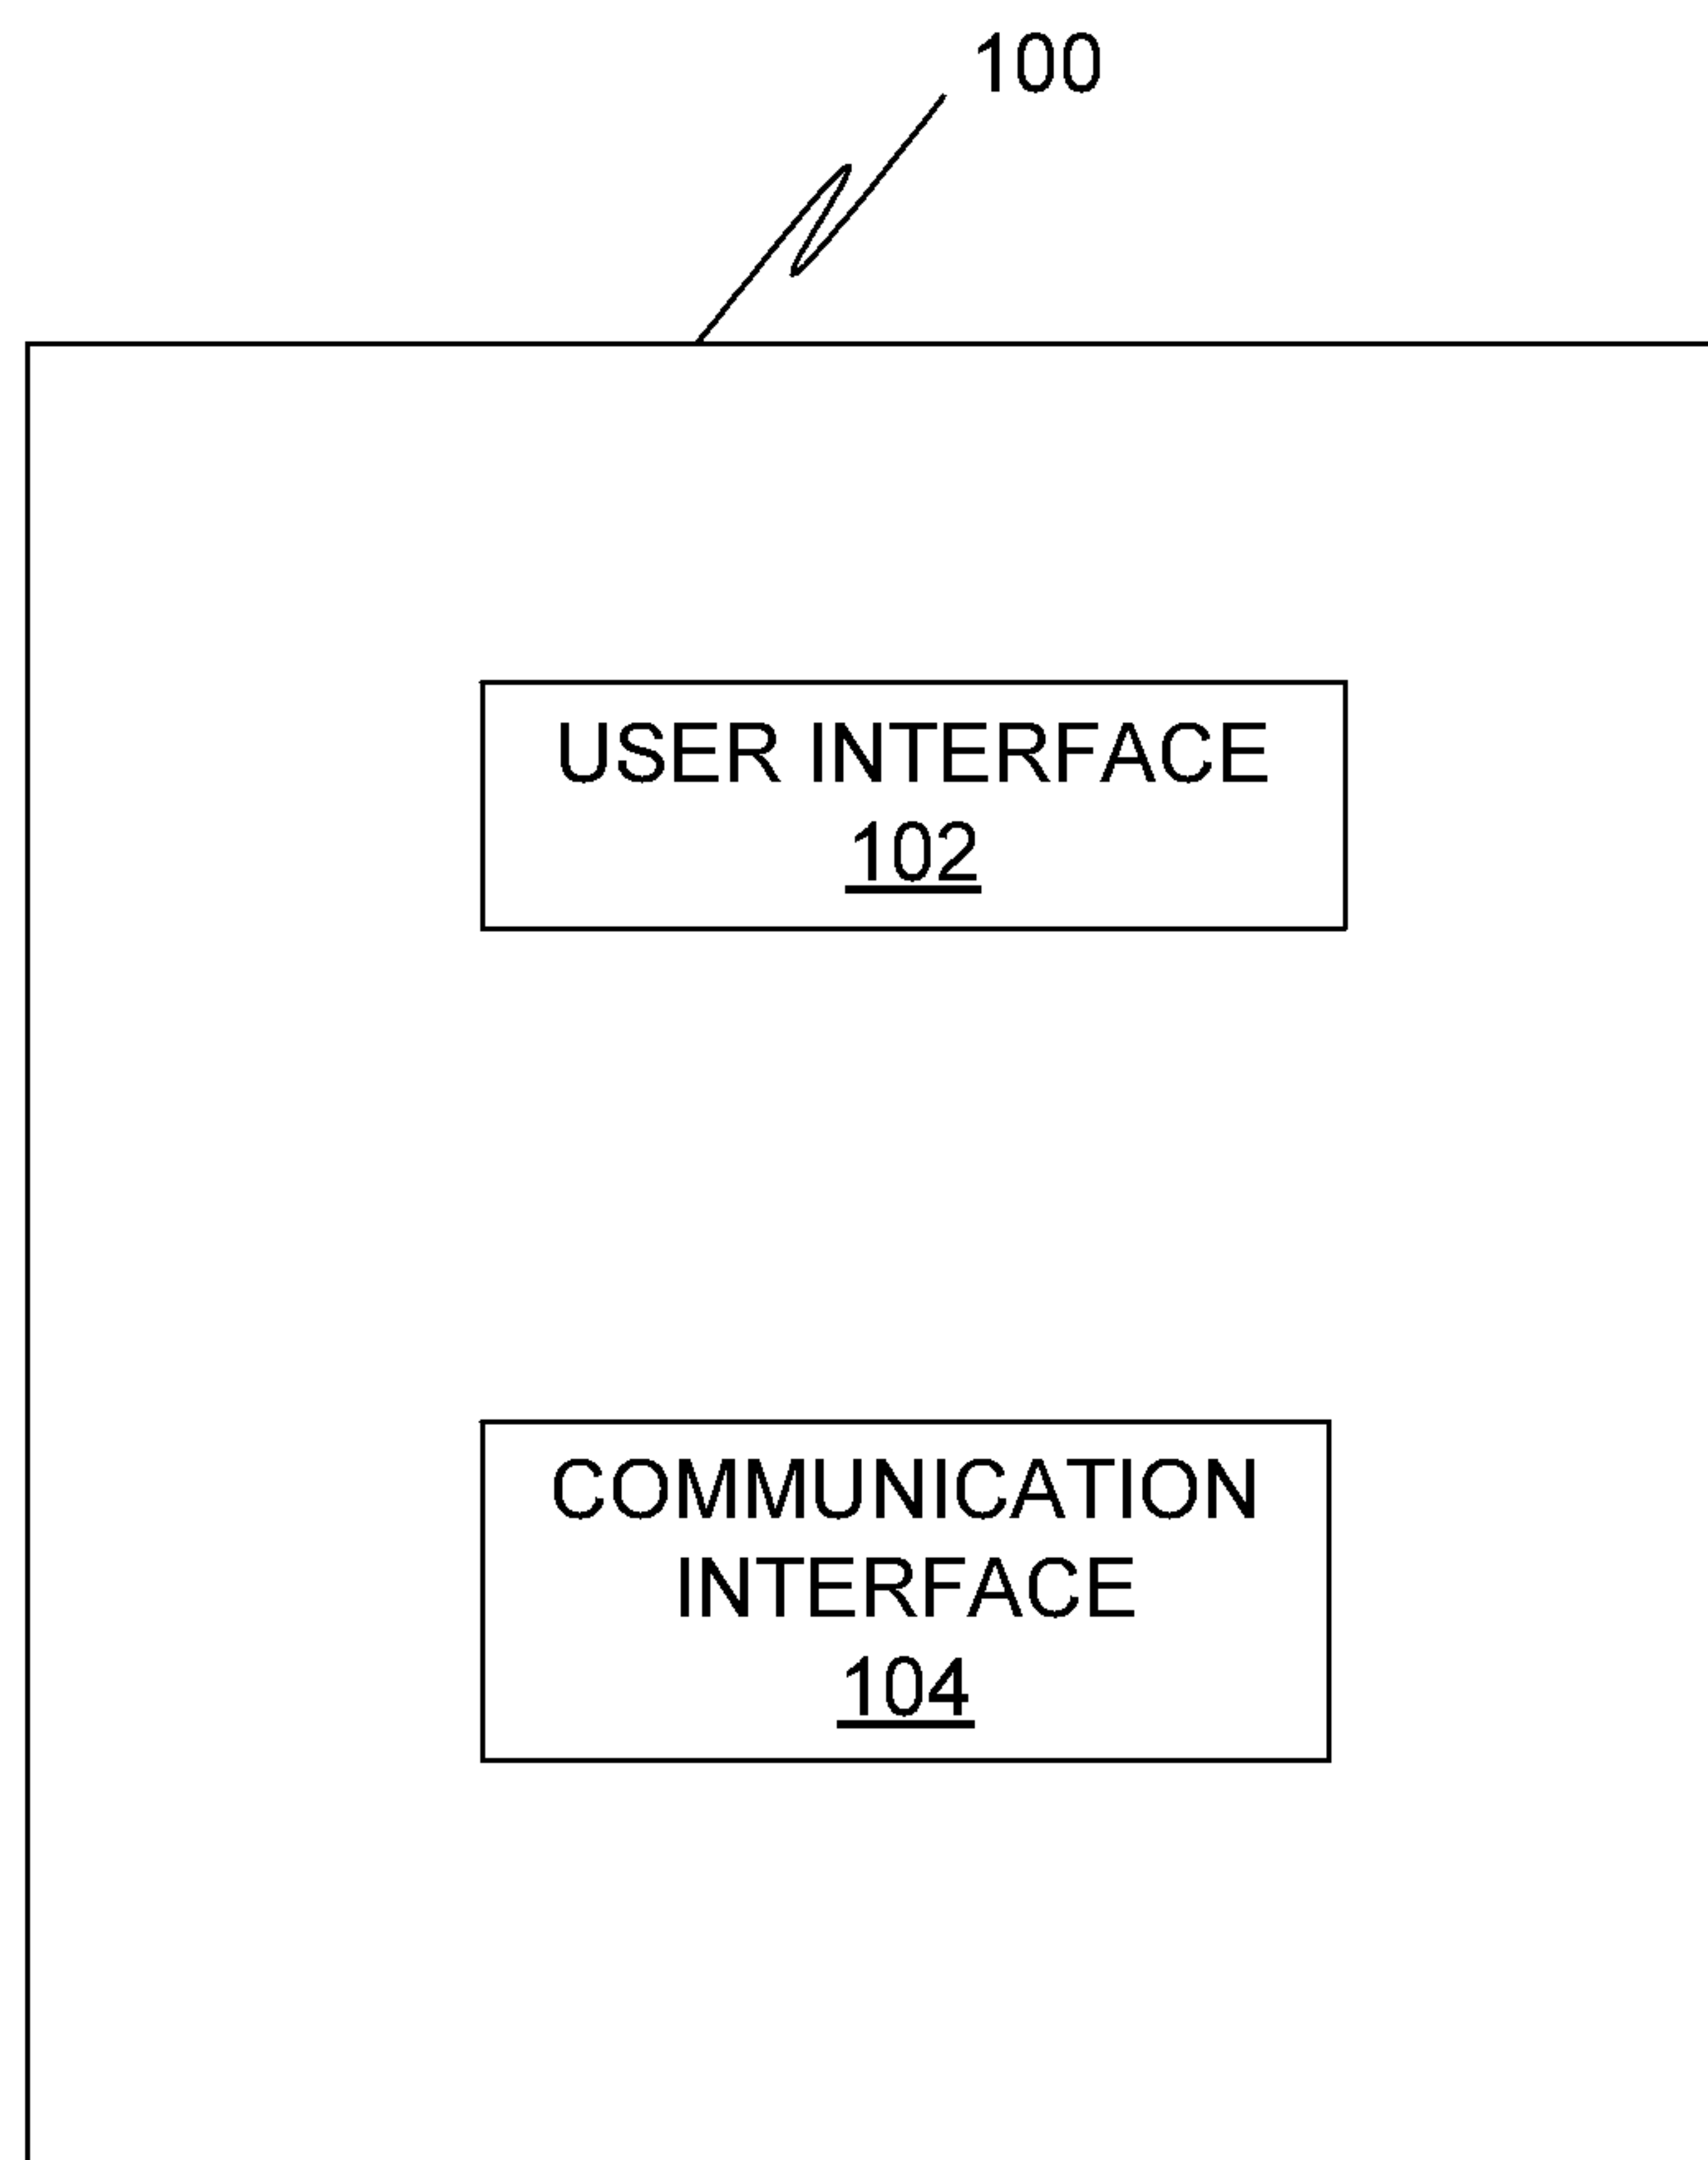 100
USER INTERFACE
102
COMMUNICATION
INTERFACE
104